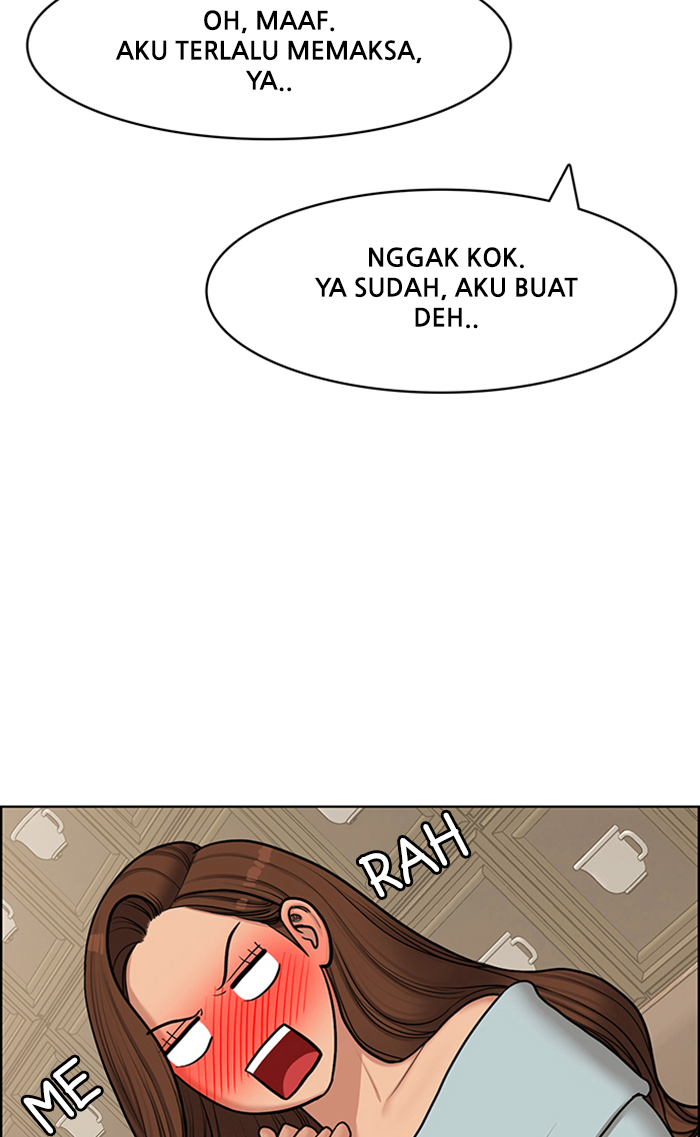 OH, MAAF.
AKU TERLALU MEMAKSA,
YA..
NGGAK KOK.
YA SUDAH, AKU BUAT
DEH..
ME
RAH